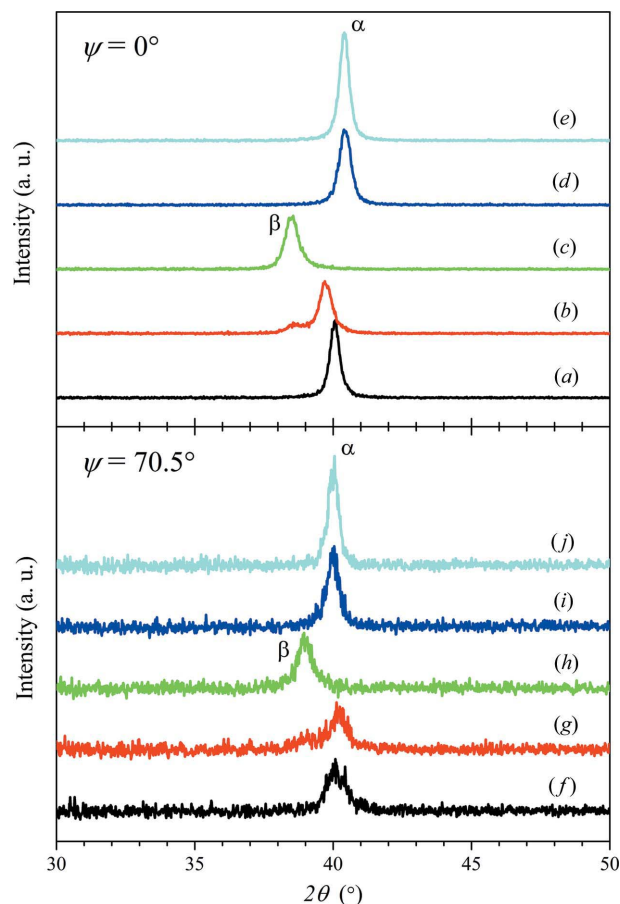 ψ = 0°
α
(e)
(d)
β
(c)
(b)
(a)
Intensity (a. u.)
ψ = 70.5°
α
(j)
(i)
β
(h)
(g)
(f)
Intensity (a. u.)
30 35 40 45 50
2θ (°)